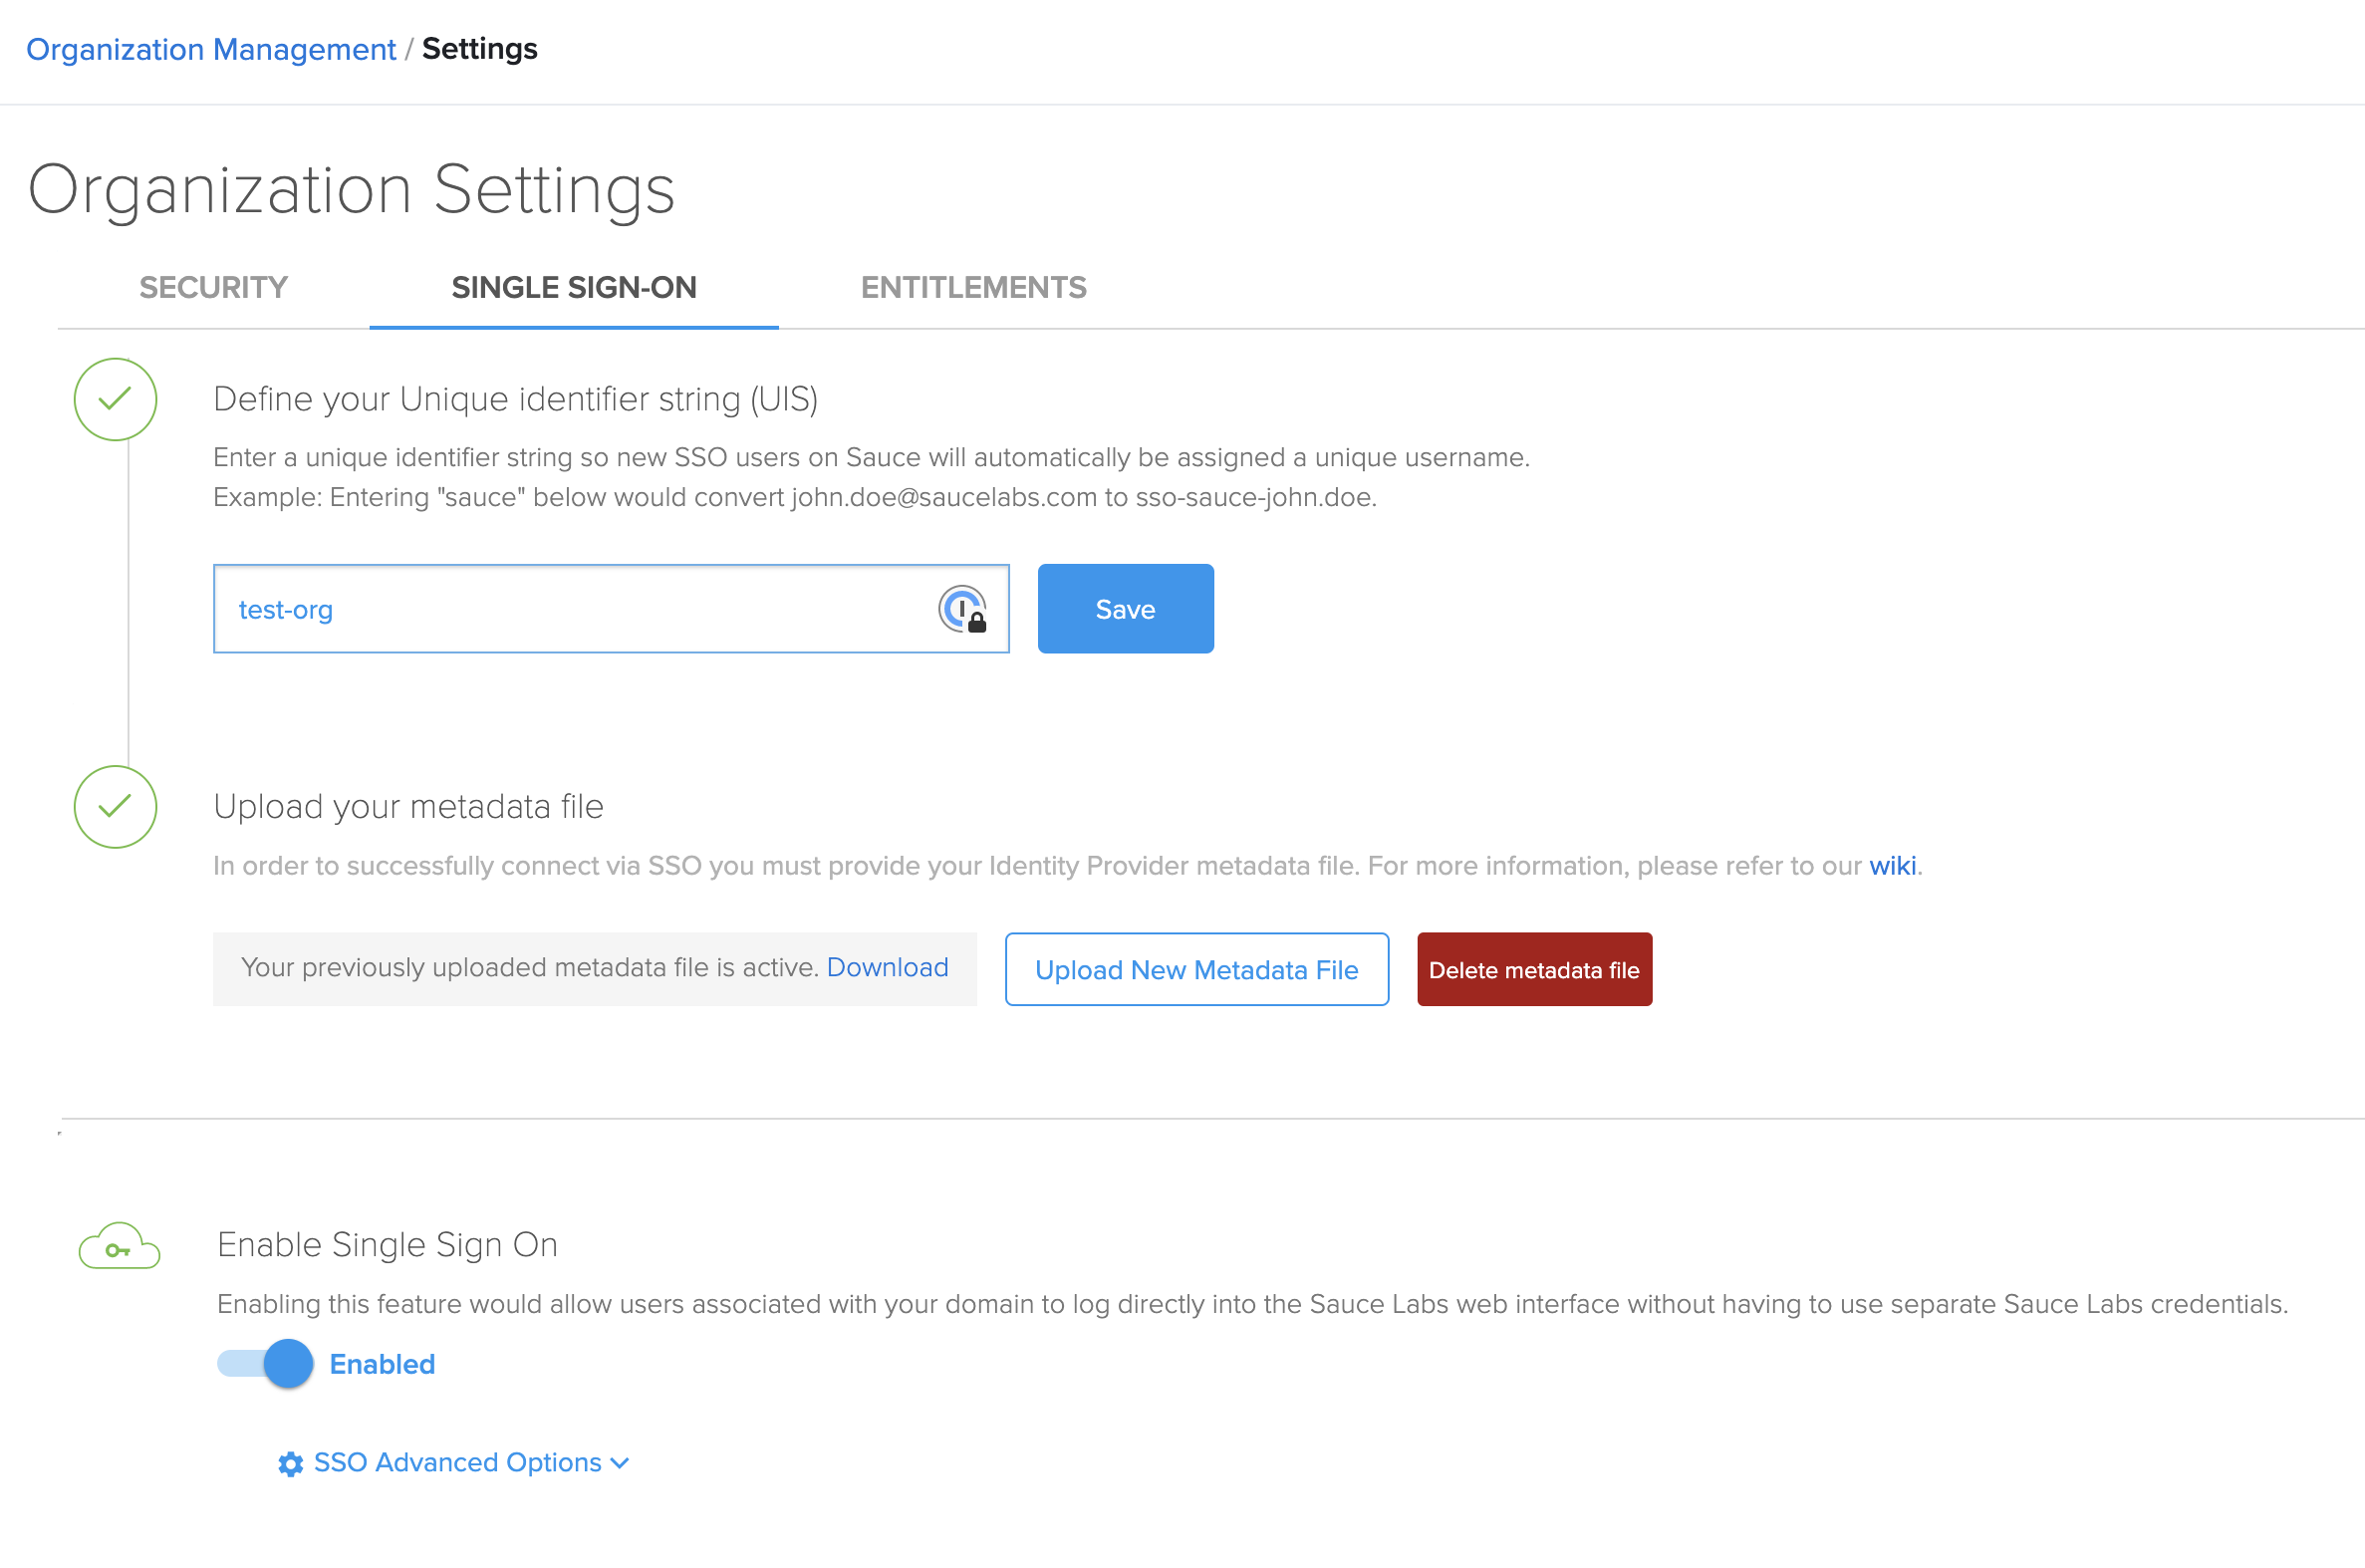 Organization Management / Settings
Organization Settings
SECURITY SINGLE SIGN-ON ENTITLEMENTS
Define your Unique identifier string (UIS)
Enter a unique identifier string so new SSO users on Sauce will automatically be assigned a unique username.
Example: Entering "sauce" below would convert john.doe@saucelabs.com to sso-sauce-john.doe.
test-org Save
Upload your metadata file
In order to successfully connect via SSO you must provide your Identity Provider metadata file. For more information, please refer to our wiki.
Your previously uploaded metadata file is active. Download Upload New Metadata File Delete metadata file
Enable Single Sign On
Enabling this feature would allow users associated with your domain to log directly into the Sauce Labs web interface without having to use separate Sauce Labs credentials.
Enabled
SSO Advanced Options